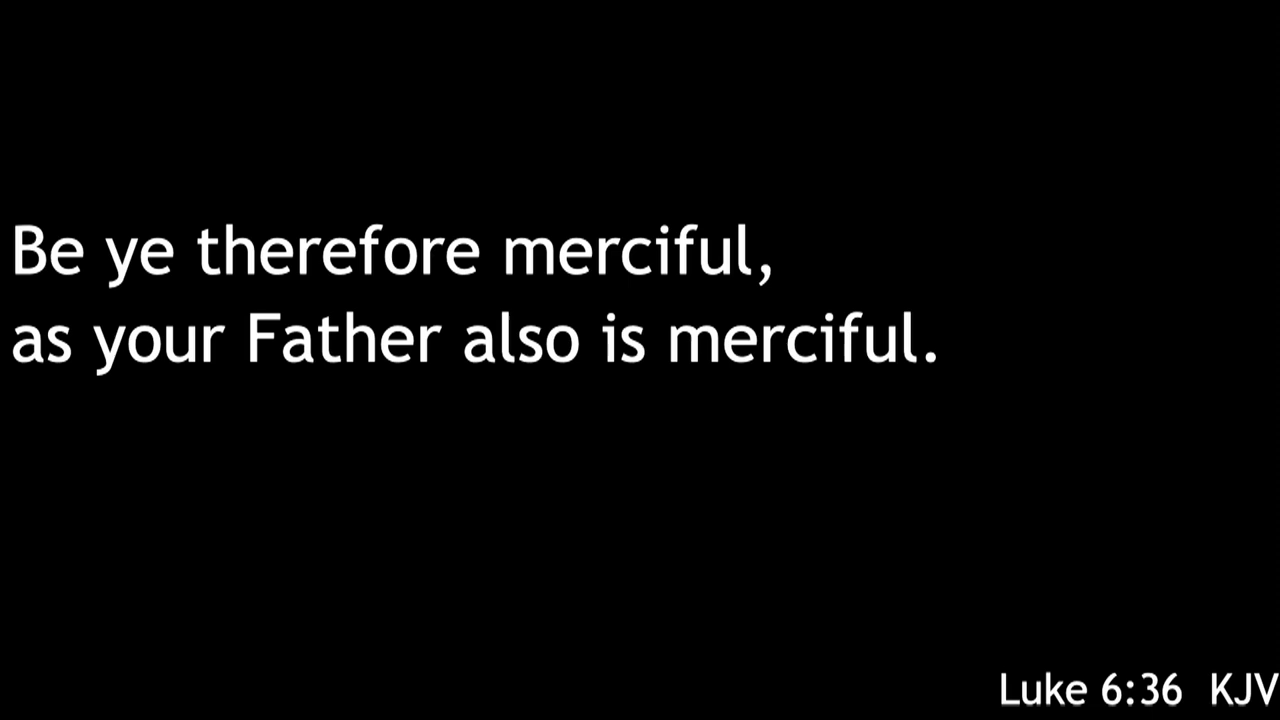 Be ye therefore merciful,
as your Father also is merciful.
Luke 6:36 KJV